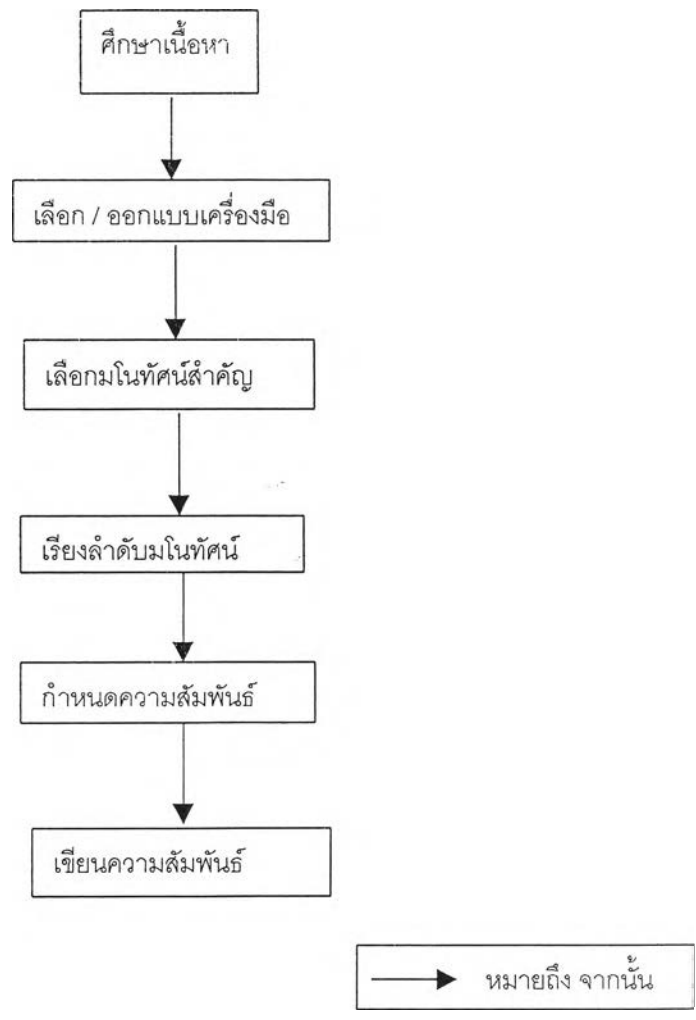 ศึกษาเนื้อหา
เลือก / ออกแบบเครื่องมือ
เลือกมโนทัศน์สำคัญ
เรียงลำดับมโนทัศน์
กำหนดความสัมพันธ์
เขียนความสัมพันธ์
หมายถึง จากนั้น